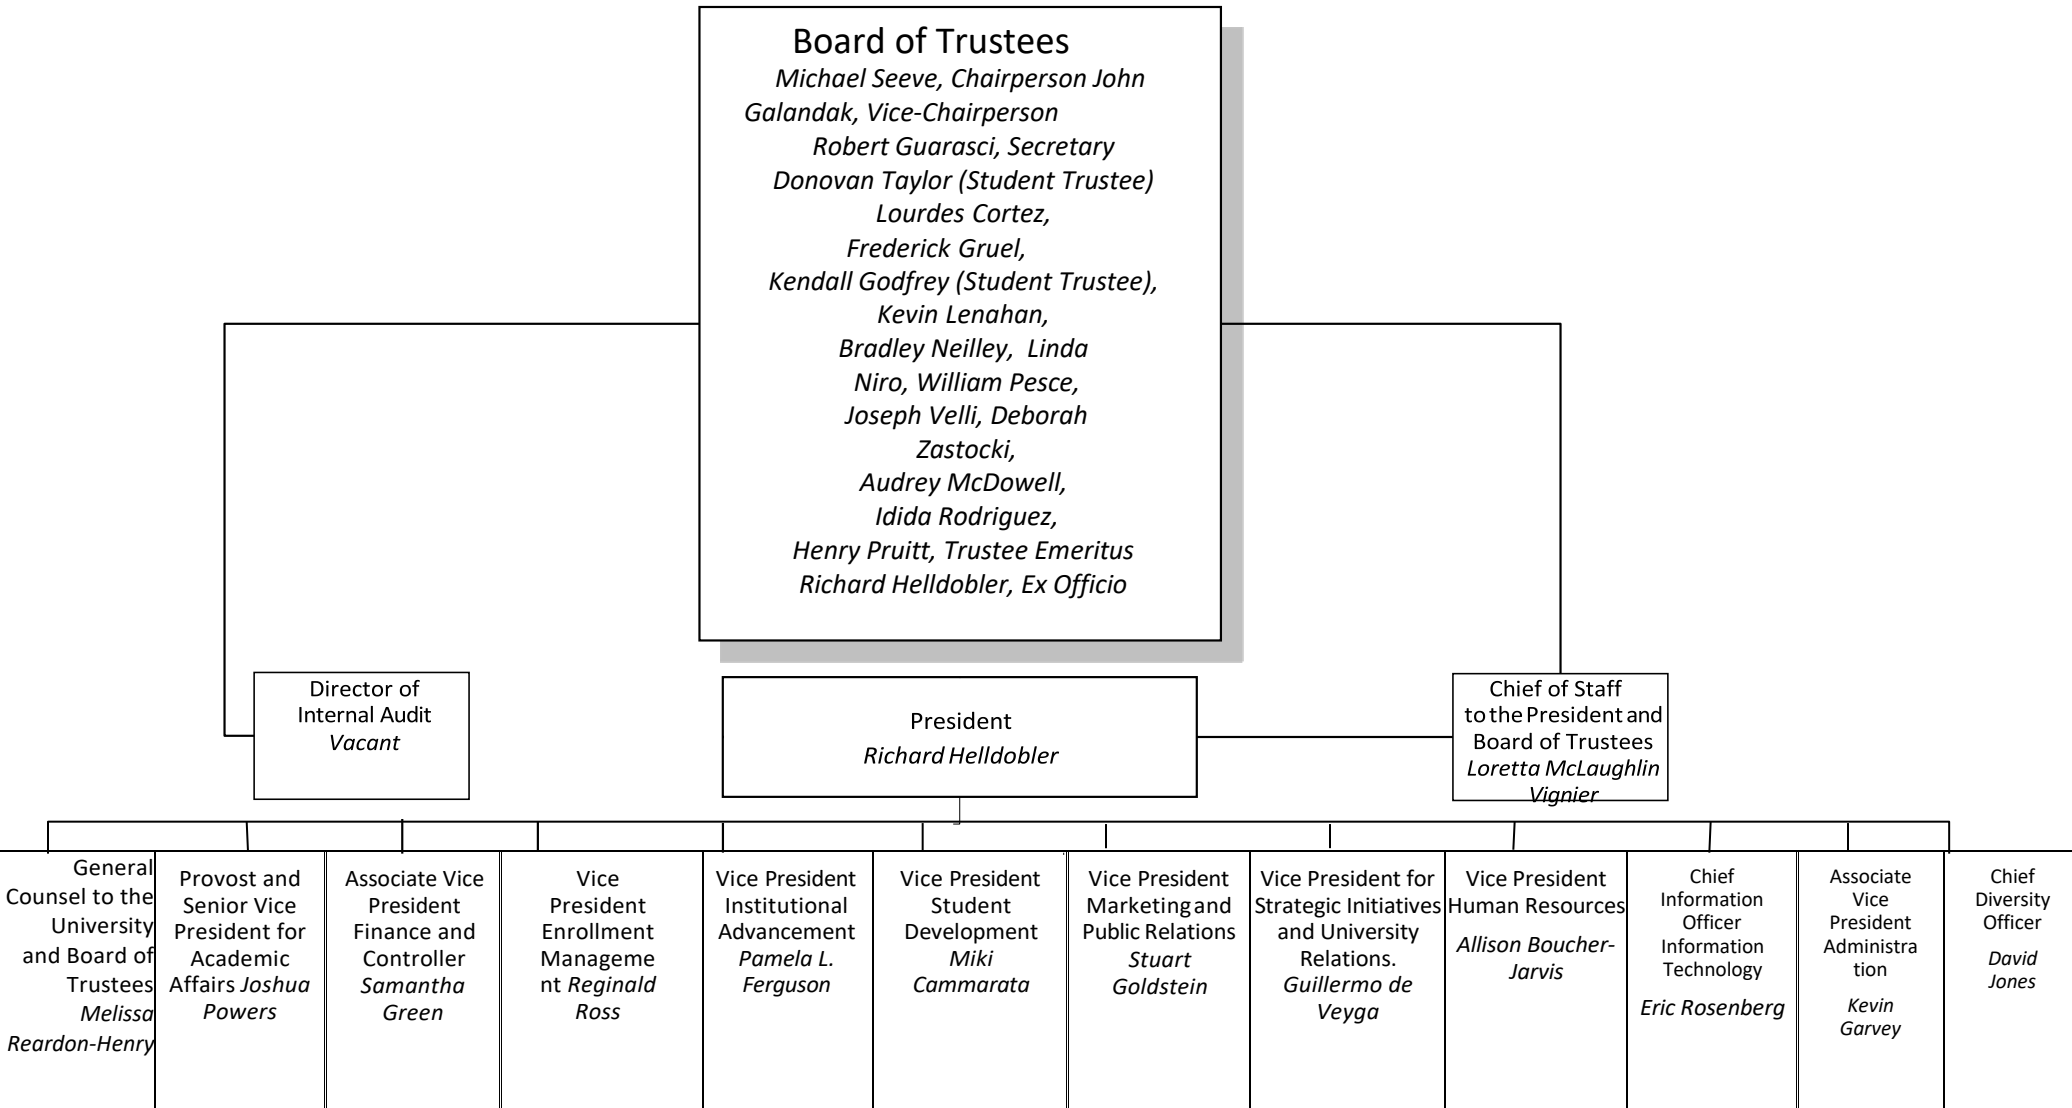 Board of Trustees
Michael Seeve, Chairperson John
Galandak, Vice-Chairperson
Robert Guarasci, Secretary
Donovan Taylor (Student Trustee)
Lourdes Cortez,
Frederick Gruel,
Kendall Godfrey (Student Trustee),
Kevin Lenahan,
Bradley Neilley, Linda
Niro, William Pesce,
Joseph Velli, Deborah
Zastocki,
Audrey McDowell,
Idida Rodriguez,
Henry Pruitt, Trustee Emeritus
Richard Helldobler, Ex Officio
Director of
Internal Audit
Vacant
President
Richard Helldobler
Chief of Staff
to the President and
Board of Trustees
Loretta McLaughlin
Vignier
General
Counsel to the
University
and Board of
Trustees
Melissa
Reardon-Henry
Provost and
Senior Vice
President for
Academic
Affairs Joshua
Powers
Associate Vice
President
Finance and
Controller
Samantha
Green
Vice
President
Enrollment
Manageme
nt Reginald
Ross
Vice President
Institutional
Advancement
Pamela L.
Ferguson
Vice President
Student
Development
Miki
Cammarata
Vice President
Marketing and
Public Relations
Stuart
Goldstein
Vice President for
Strategic Initiatives
and University
Relations.
Guillermo de
Veyga
Vice President
Human Resources
Allison Boucher-
Jarvis
Chief
Information
Officer
Information
Technology
Eric Rosenberg
Associate
Vice
President
Administra
tion
Kevin
Garvey
Chief
Diversity
Officer
David
Jones